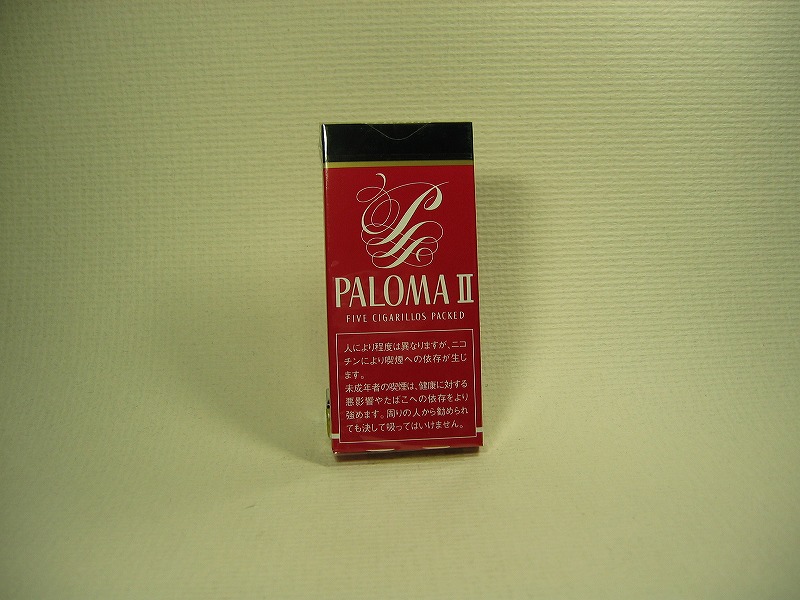 PALOMA II
FIVE CIGARILLOS PACKED
人により程度は異なりますが、ニコ
チンにより喫煙への依存が生じ
ます。
未成年者の喫煙は、健康に対する
悪影響やたばこへの依存をより
強めます。周りの人から勧められ
ても決して吸ってはいけません。